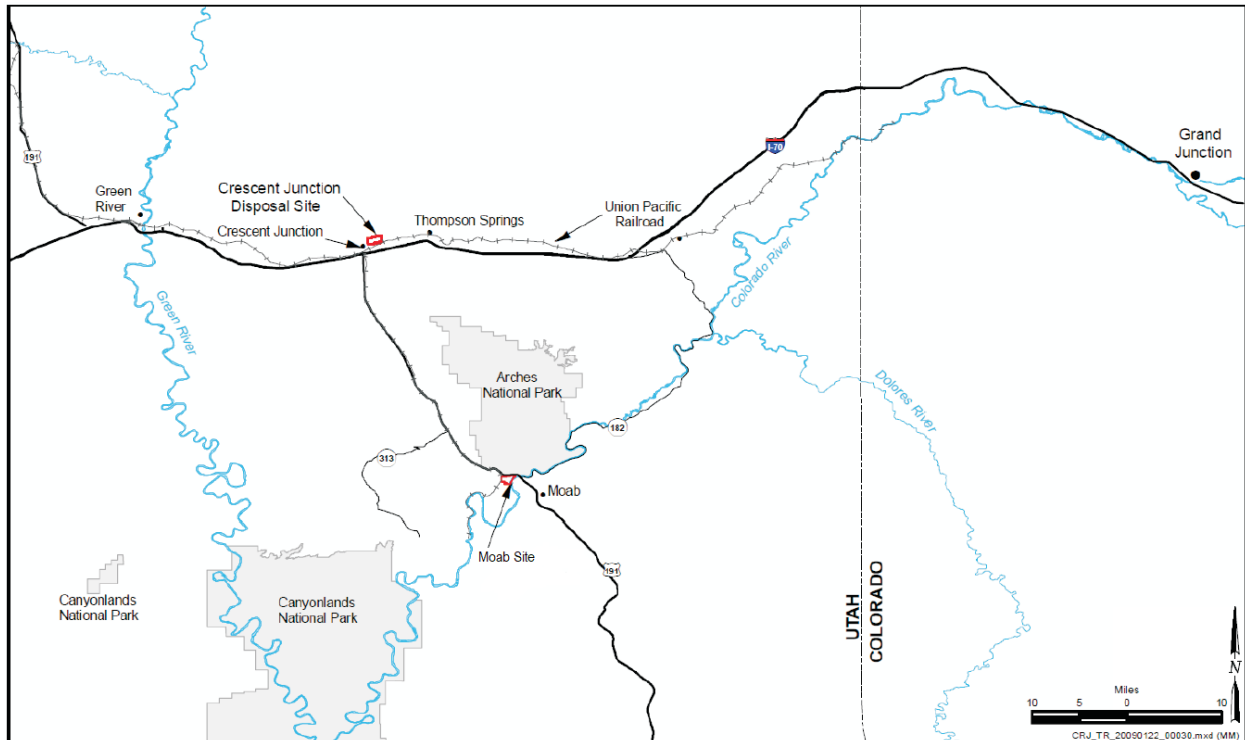 I-70
Grand
Junction
191
Green
River
Crescent Junction
Disposal Site
Thompson Springs
Union Pacific
Railroad
Crescent Junction
Colorado River
Green River
Arches
National Park
Dolores River
182
313
Moab
Moab Site
191
Canyonlands
National Park
Canyonlands
National Park
UTAH
COLORADO
N
Miles
10 5 0 10
CRJ_TR_20090122_00030.mxd (MM)